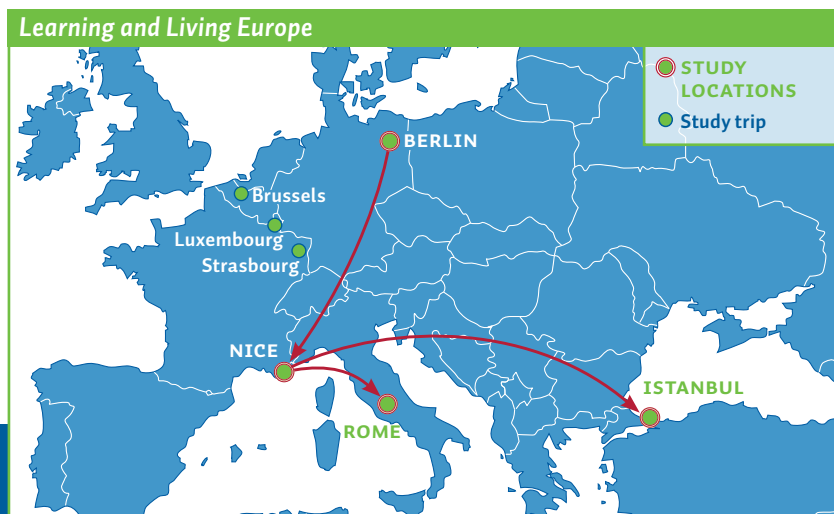 Learning and Living Europe
STUDY
LOCATIONS
Study trip
BERLIN
Brussels
Luxembourg
Strasbourg
NICE
ISTANBUL
ROME